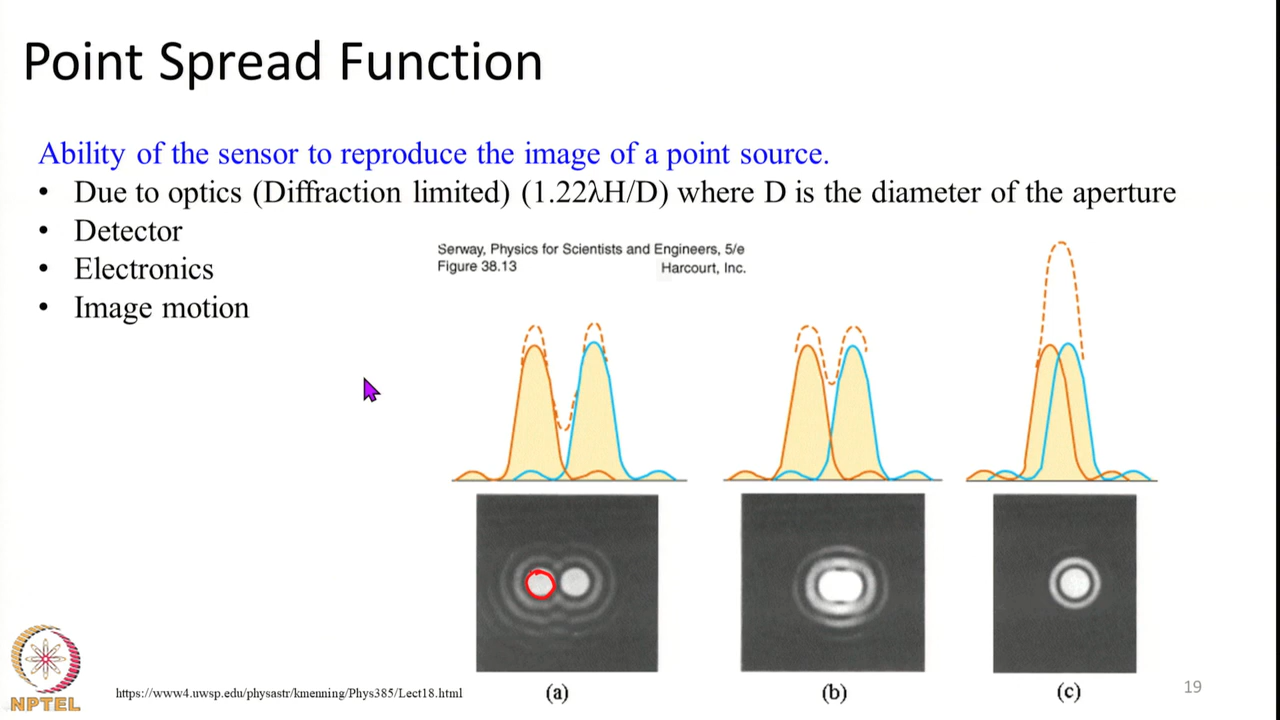 Point Spread Function
Ability of the sensor to reproduce the image of a point source.
• Due to optics (Diffraction limited) (1.22λH/D) where D is the diameter of the aperture
• Detector
• Electronics
• Image motion
Serway, Physics for Scientists and Engineers, 5/e
Figure 38.13 Harcourt, Inc.
(a) (b) (c)
https://www4.uwsp.edu/physastr/kmenning/Phys385/Lect18.html
19
NPTEL